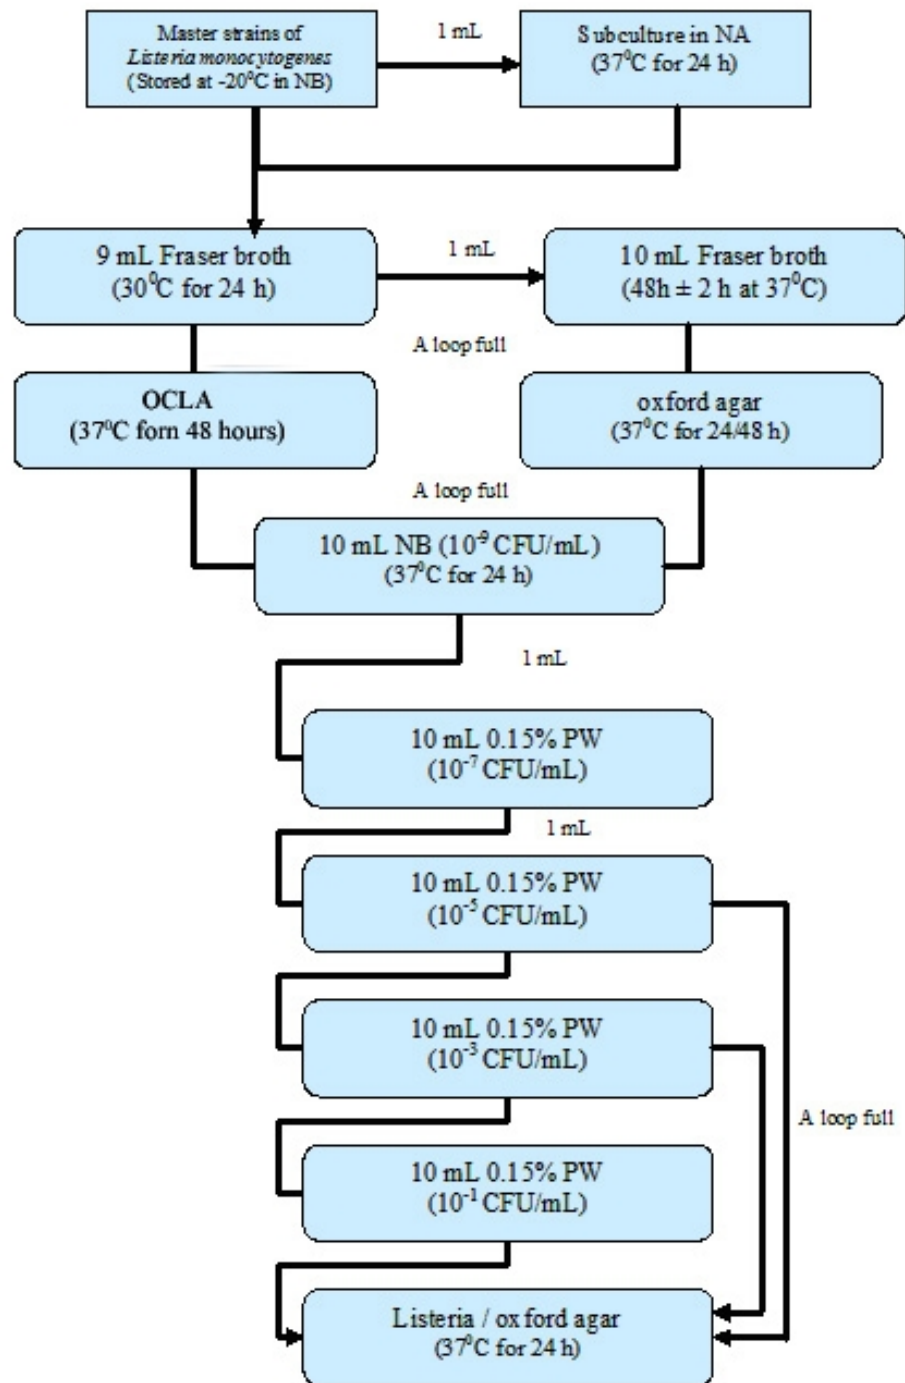 Master strains of
Listeria monocytogenes
(Stored at -20⁰C in NB)
1 mL
Subculture in NA
(37⁰C for 24 h)
9 mL Fraser broth
(30⁰C for 24 h)
1 mL
10 mL Fraser broth
(48h ± 2 h at 37⁰C)
A loop full
OCLA
(37⁰C forn 48 hours)
oxford agar
(37⁰C for 24/48 h)
A loop full
10 mL NB (10⁻⁹ CFU/mL)
(37⁰C for 24 h)
1 mL
10 mL 0.15% PW
(10⁻⁷ CFU/mL)
1 mL
10 mL 0.15% PW
(10⁻⁵ CFU/mL)
10 mL 0.15% PW
(10⁻³ CFU/mL)
A loop full
10 mL 0.15% PW
(10⁻¹ CFU/mL)
Listeria / oxford agar
(37⁰C for 24 h)